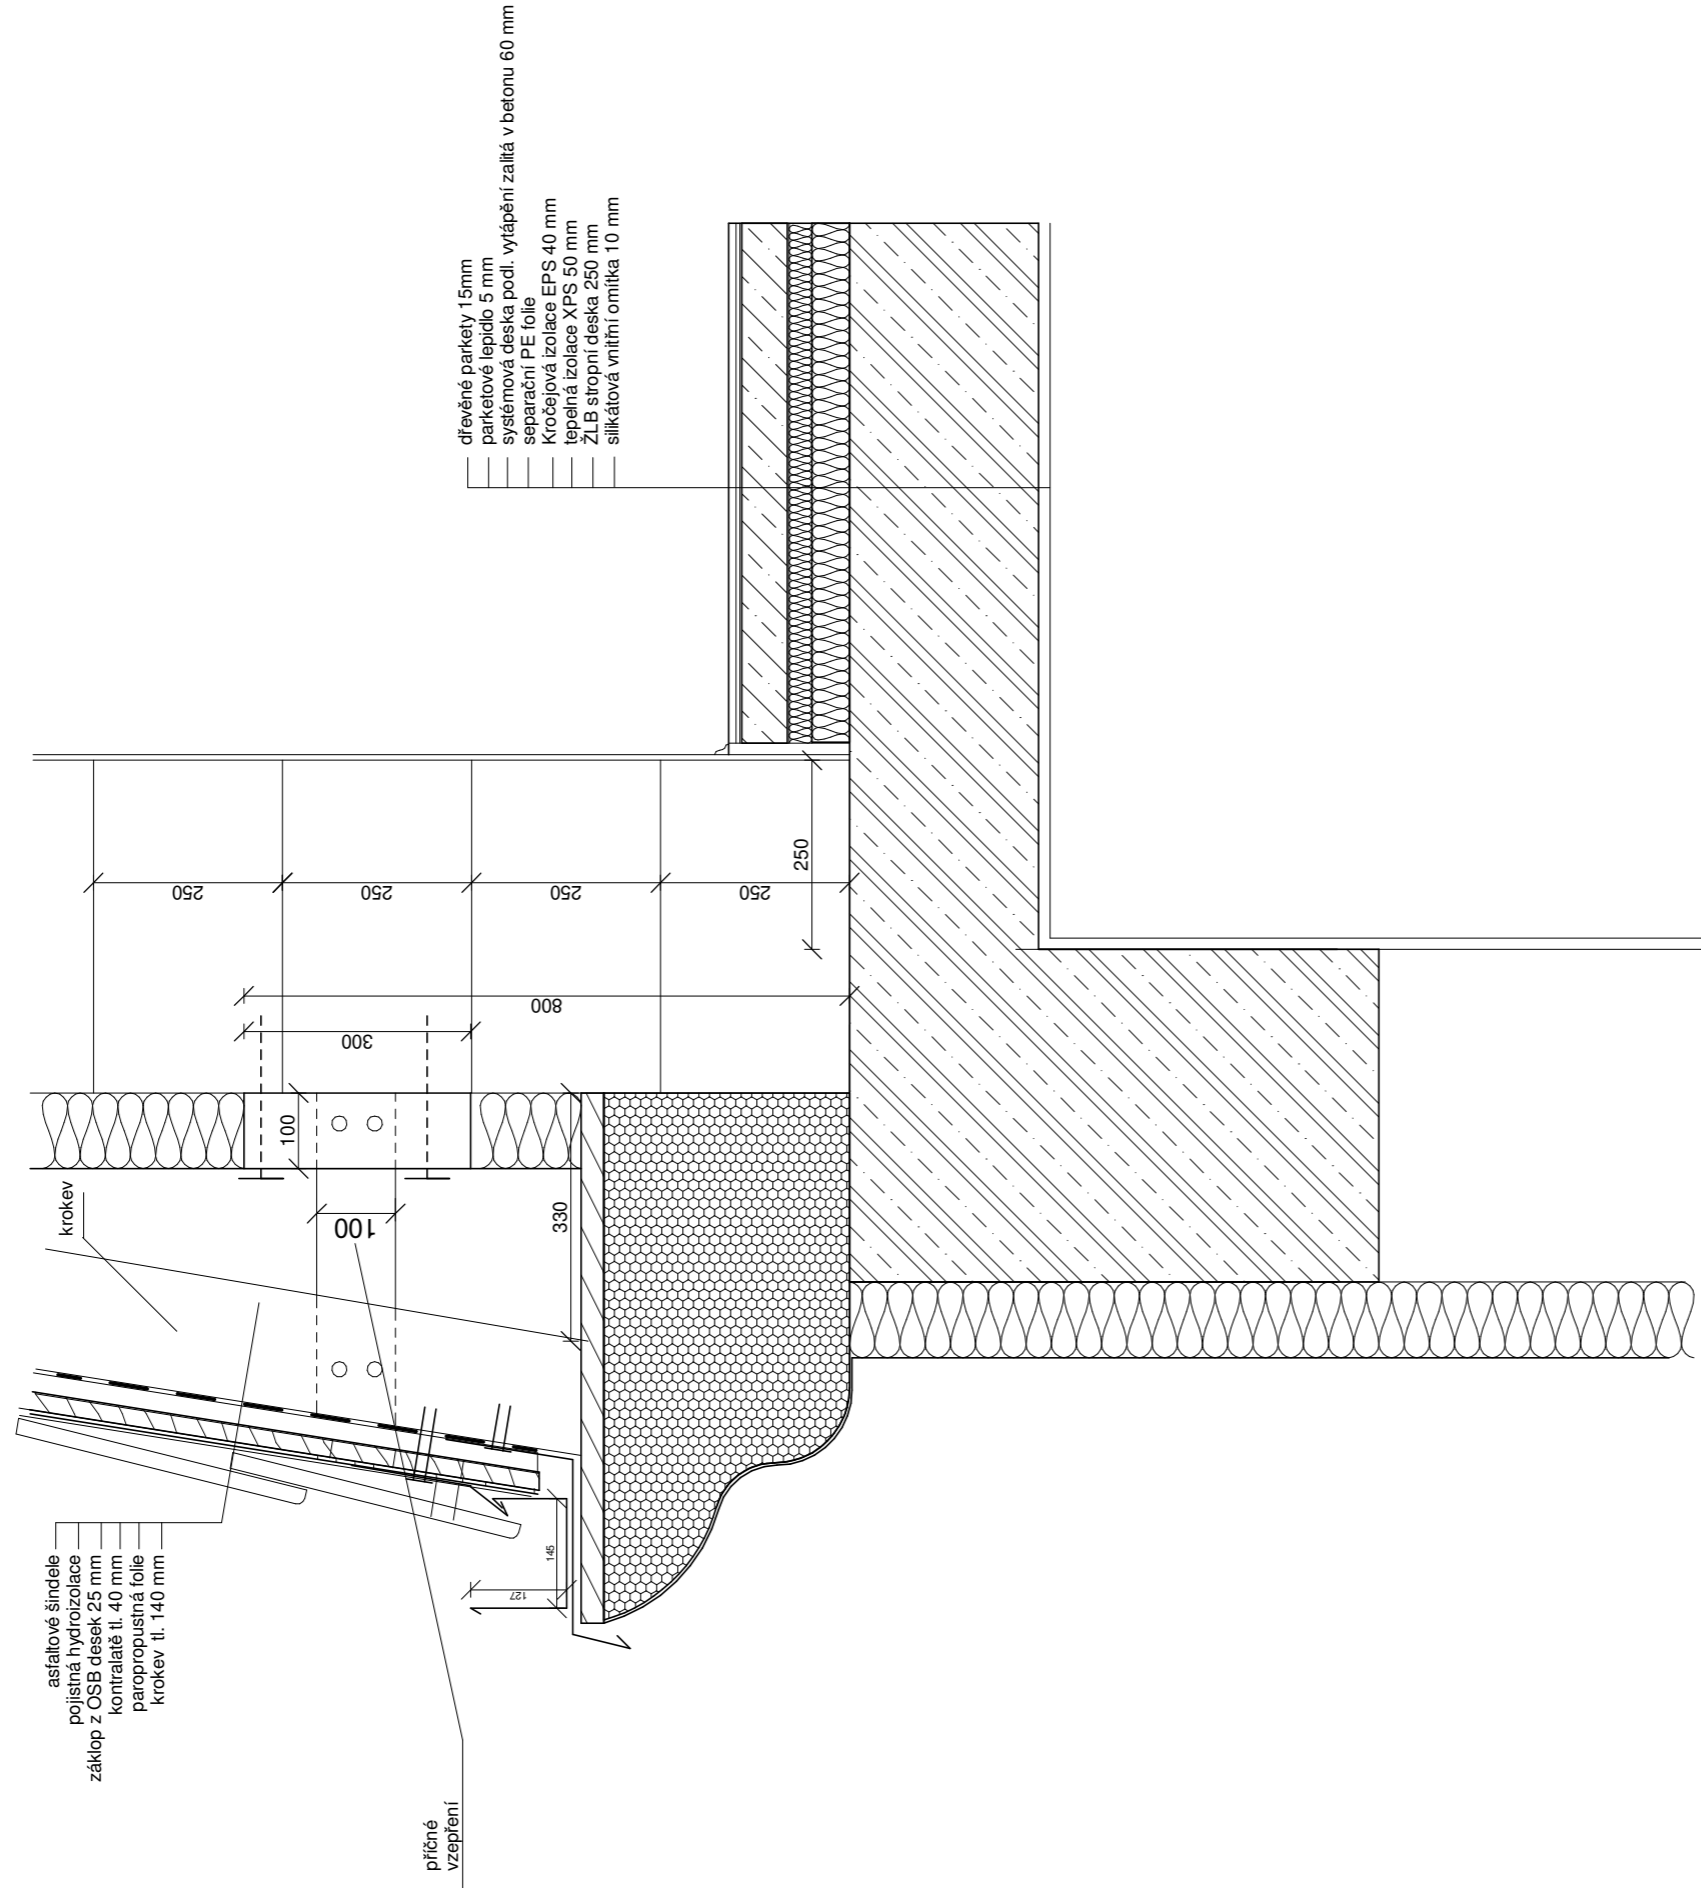 dřevěné parkety 15mm
parketové lepidlo 5 mm
systémová deska podl. vytápění zalitá v betonu 60 mm
separační PE folie
Kročejová izolace EPS 40 mm
tepelná izolace XPS 50 mm
ŽLB stropní deska 250 mm
silikátová vnitřní omítka 10 mm
250
250
250
250
250
800
300
100
100
330
krokev
145
127
asfaltové šindele
pojistná hydroizolace
záklop z OSB desek 25 mm
kontralatě tl. 40 mm
paropropustná folie
krokev tl. 140 mm
příčné
vzepření